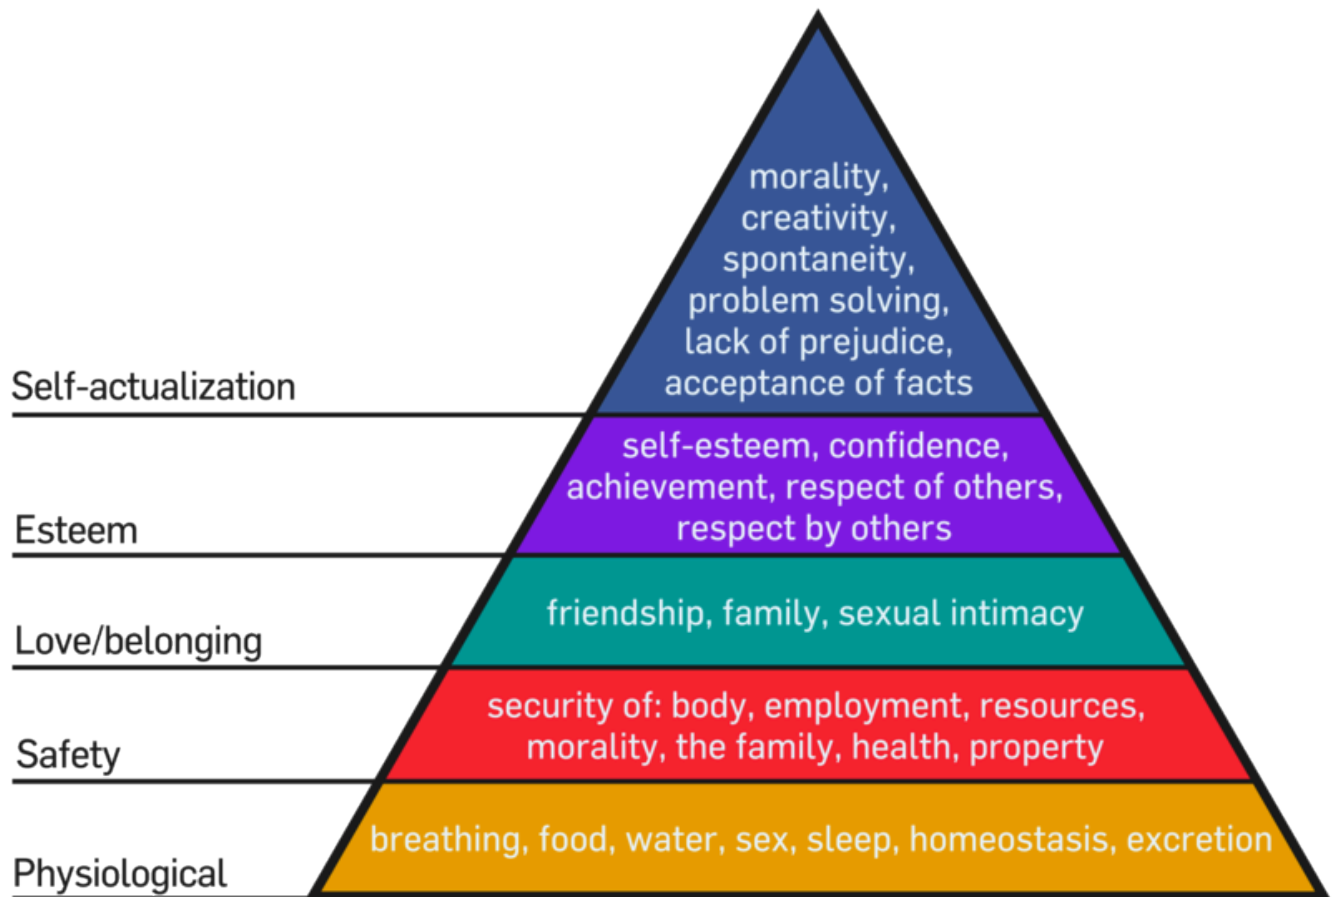 morality,
creativity,
spontaneity,
problem solving,
lack of prejudice,
acceptance of facts
Self-actualization
self-esteem, confidence,
achievement, respect of others,
respect by others
Esteem
friendship, family, sexual intimacy
Love/belonging
security of: body, employment, resources,
morality, the family, health, property
Safety
breathing, food, water, sex, sleep, homeostasis, excretion
Physiological